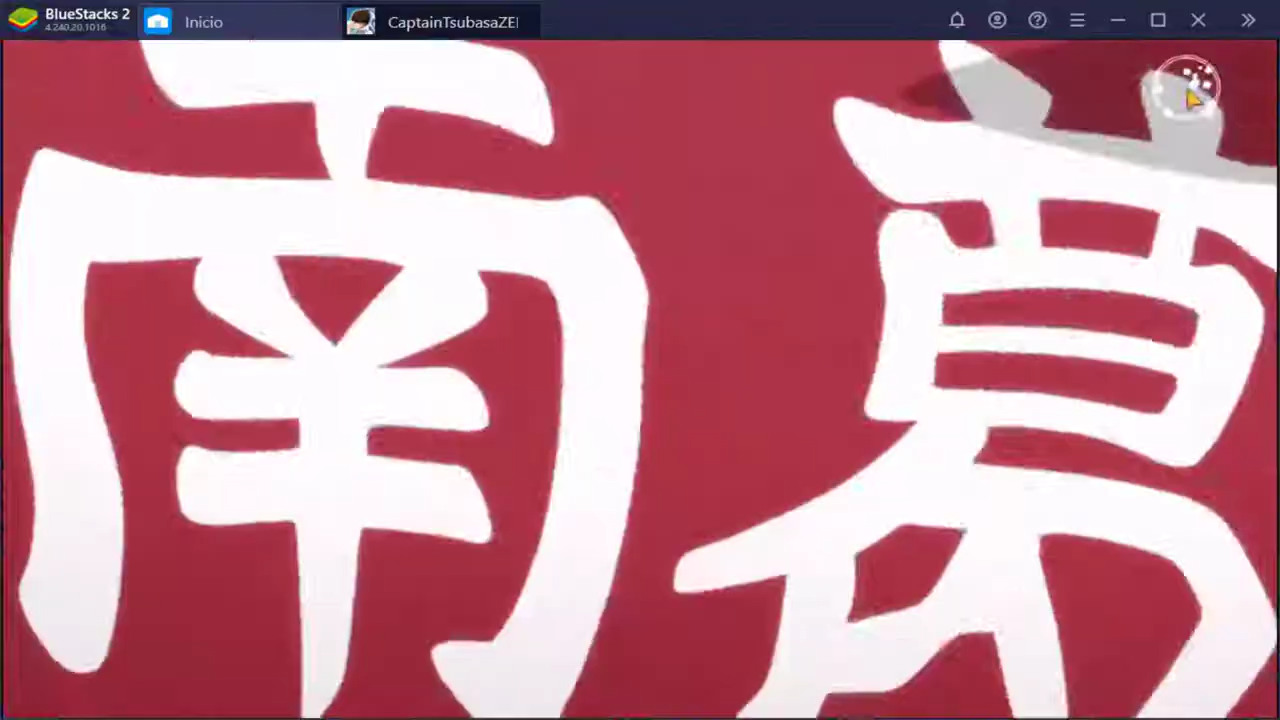 BlueStacks 2
4.240.20.1016
Inicio
CaptainTsubasaZE
南葛